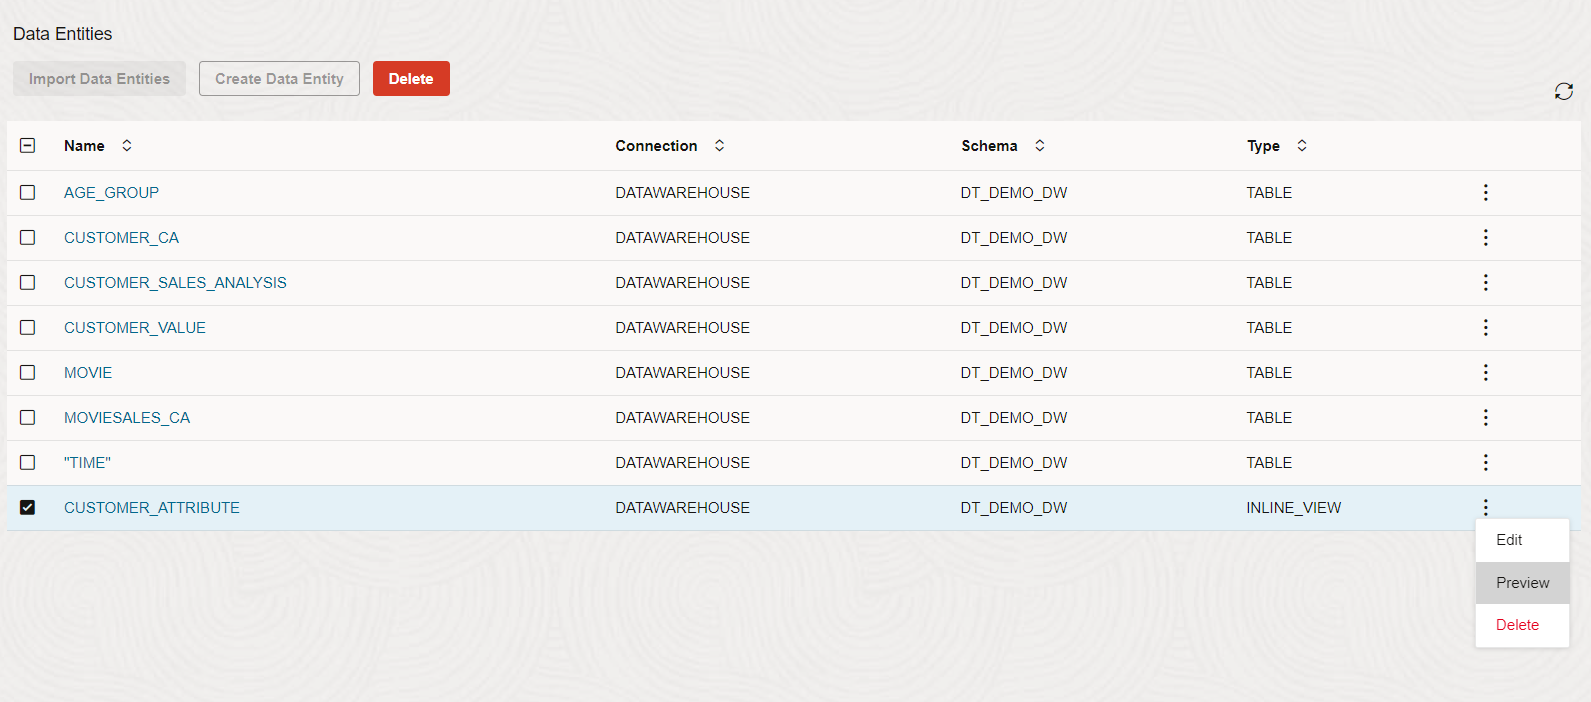 Data Entities
Import Data Entities Create Data Entity Delete
Name Connection Schema Type
AGE_GROUP DATAWAREHOUSE DT_DEMO_DW TABLE
CUSTOMER_CA DATAWAREHOUSE DT_DEMO_DW TABLE
CUSTOMER_SALES_ANALYSIS DATAWAREHOUSE DT_DEMO_DW TABLE
CUSTOMER_VALUE DATAWAREHOUSE DT_DEMO_DW TABLE
MOVIE DATAWAREHOUSE DT_DEMO_DW TABLE
MOVIESALES_CA DATAWAREHOUSE DT_DEMO_DW TABLE
"TIME" DATAWAREHOUSE DT_DEMO_DW TABLE
CUSTOMER_ATTRIBUTE DATAWAREHOUSE DT_DEMO_DW INLINE_VIEW
Edit
Preview
Delete